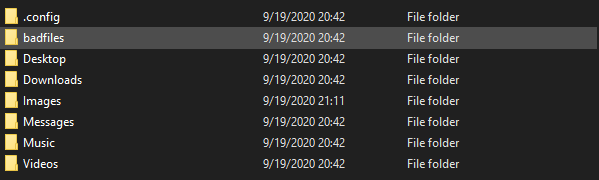 .config 9/19/2020 20:42 File folder
badfiles 9/19/2020 20:42 File folder
Desktop 9/19/2020 20:42 File folder
Downloads 9/19/2020 20:42 File folder
Images 9/19/2020 21:11 File folder
Messages 9/19/2020 20:42 File folder
Music 9/19/2020 20:42 File folder
Videos 9/19/2020 20:42 File folder